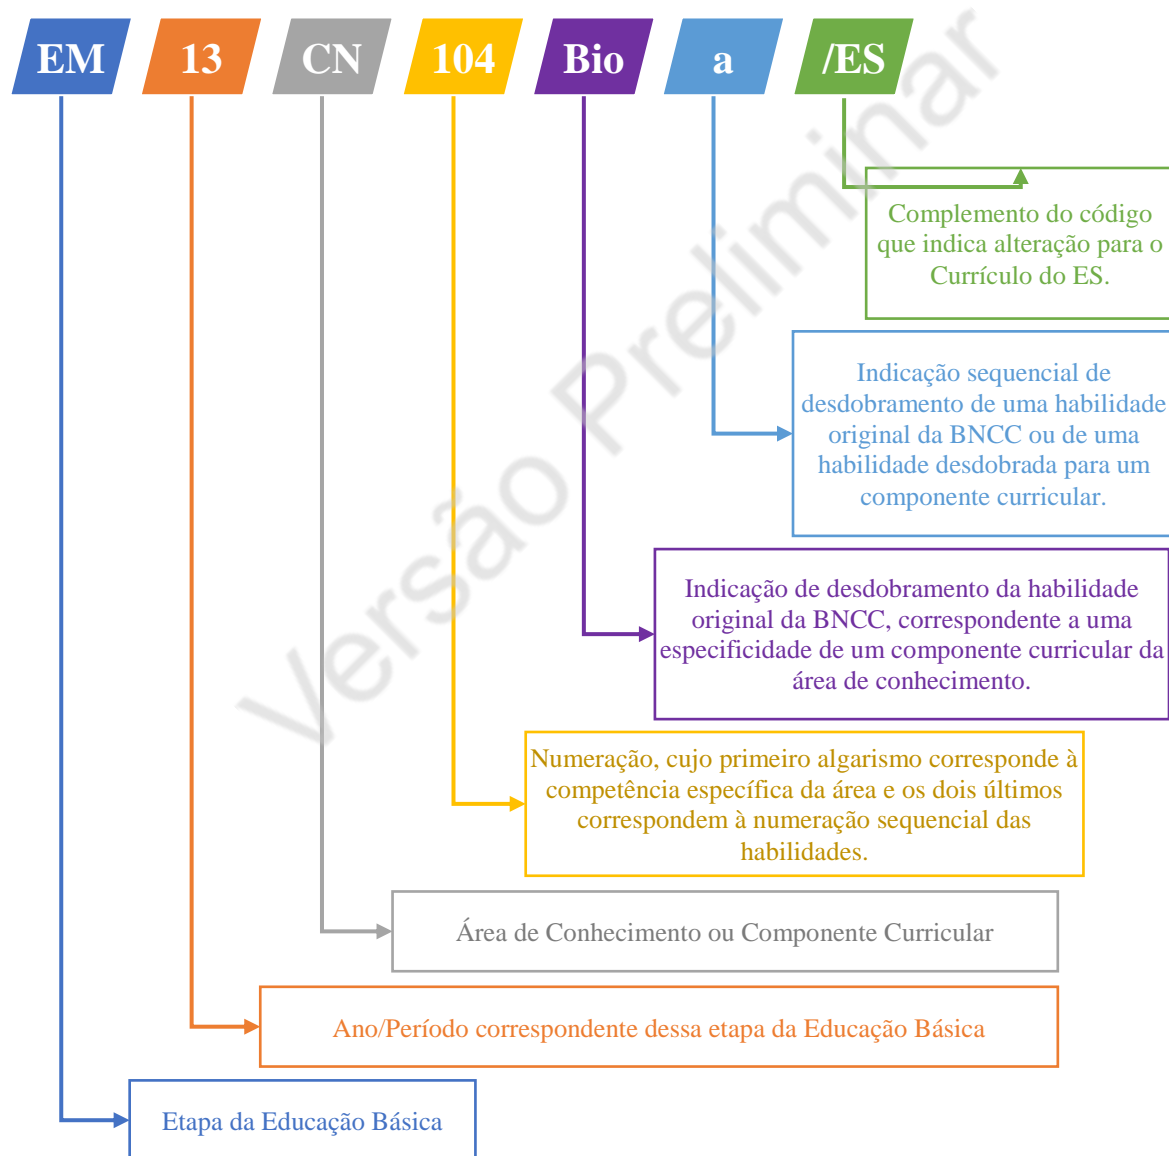 EM 13 CN 104 Bio a /ES
Complemento do código
que indica alteração para o
Currículo do ES.
Indicação sequencial de
desdobramento de uma habilidade
original da BNCC ou de uma
habilidade desdobrada para um
componente curricular.
Indicação de desdobramento da habilidade
original da BNCC, correspondente a uma
especificidade de um componente curricular da
área de conhecimento.
Numeração, cujo primeiro algarismo corresponde à
competência específica da área e os dois últimos
correspondem à numeração sequencial das
habilidades.
Área de Conhecimento ou Componente Curricular
Ano/Período correspondente dessa etapa da Educação Básica
Etapa da Educação Básica
Versão Preliminar